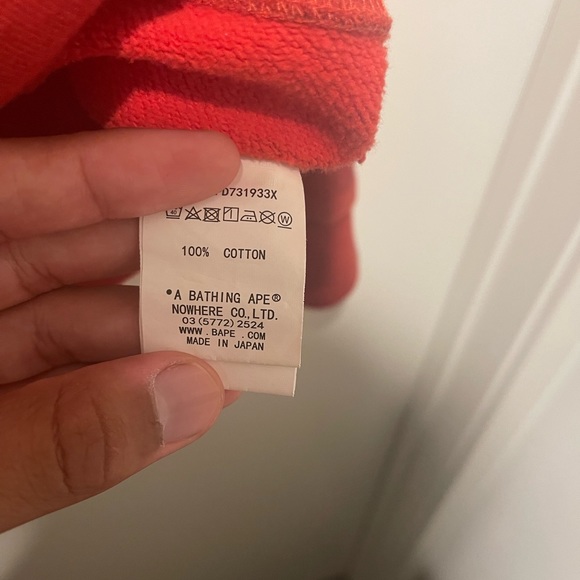 D731933X
100% COTTON
•A BATHING APE®
NOWHERE CO.,LTD.
03(5772)2524
WWW.BAPE.COM
MADE IN JAPAN